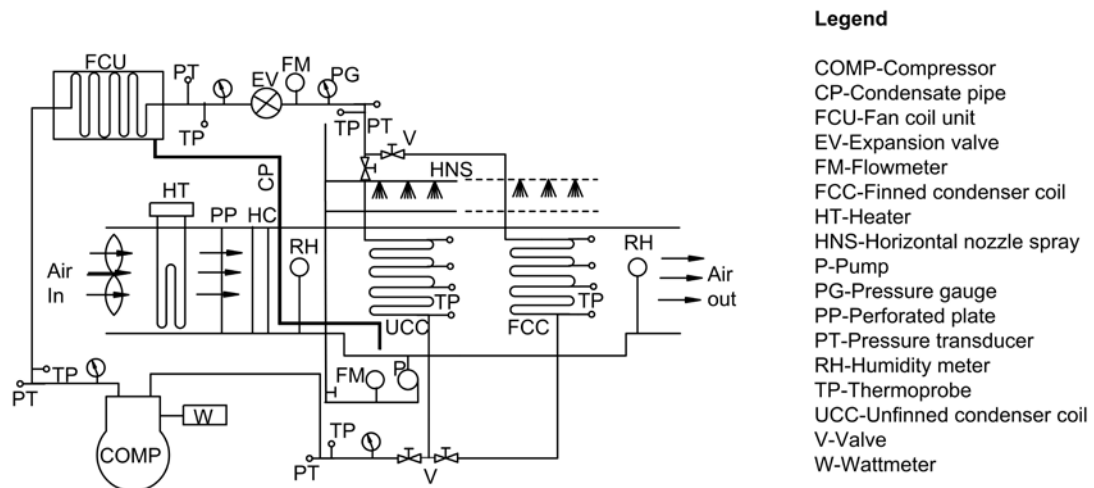 Legend
COMP-Compressor
CP-Condensate pipe
FCU-Fan coil unit
EV-Expansion valve
FM-Flowmeter
FCC-Finned condenser coil
HT-Heater
HNS-Horizontal nozzle spray
P-Pump
PG-Pressure gauge
PP-Perforated plate
PT-Pressure transducer
RH-Humidity meter
TP-Thermoprobe
UCC-Unfinned condenser coil
V-Valve
W-Wattmeter
FCU
PT
EV
FM
PG
TP
TP
PT
V
CP
HNS
HT
PP
HC
RH
RH
Air
In
Air
out
TP
TP
UCC
FCC
P
FM
TP
PT
W
COMP
TP
PT
V